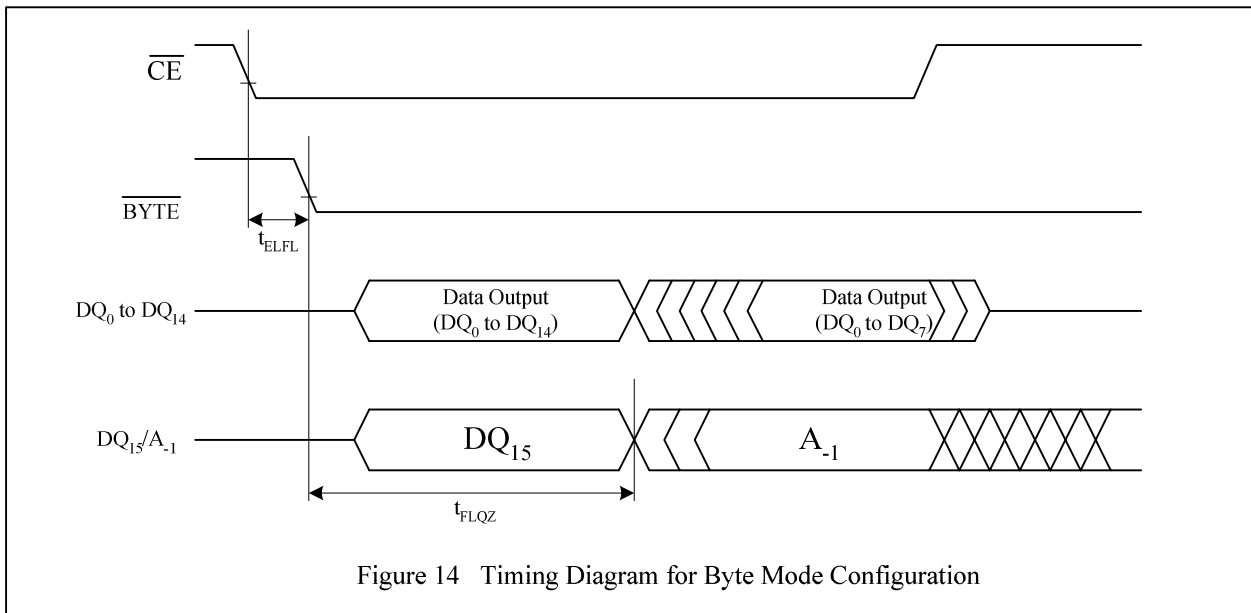 CE
BYTE
tELFL
DQ0 to DQ14
Data Output
(DQ0 to DQ14)
Data Output
(DQ0 to DQ7)
DQ15/A-1
DQ15
A-1
tFLQZ
Figure 14 Timing Diagram for Byte Mode Configuration